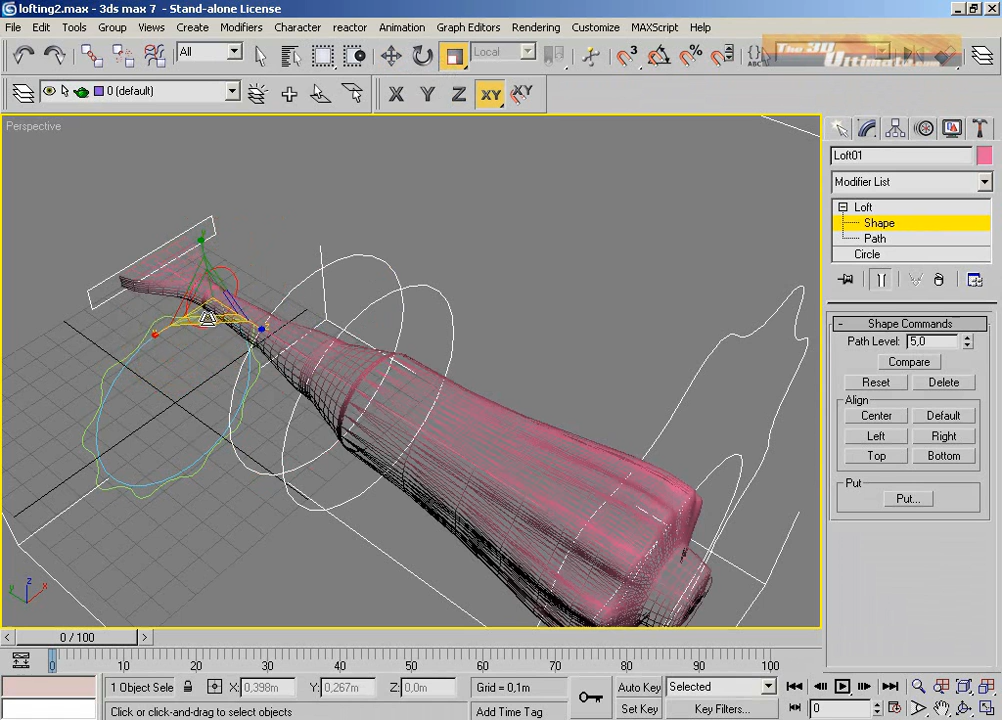 lofting2.max - 3ds max 7 - Stand-alone License
File Edit Tools Group Views Create Modifiers Character reactor Animation Graph Editors Rendering Customize MAXScript Help
All
Local
3
%
The 3D
Ultimate.com
0 (default)
X Y Z XY XY
Perspective
Loft01
Modifier List
Loft
Shape
Path
Circle
Shape Commands
Path Level: 5,0
Compare
Reset Delete
Align
Center Default
Left Right
Top Bottom
Put
Put...
z
y x
0 / 100
0 10 20 30 40 50 60 70 80 90 100
1 Object Sele X: 0,398m Y: 0,267m Z: 0,0m Grid = 0,1m Auto Key Selected
Click or click-and-drag to select objects Add Time Tag Set Key Key Filters... 0